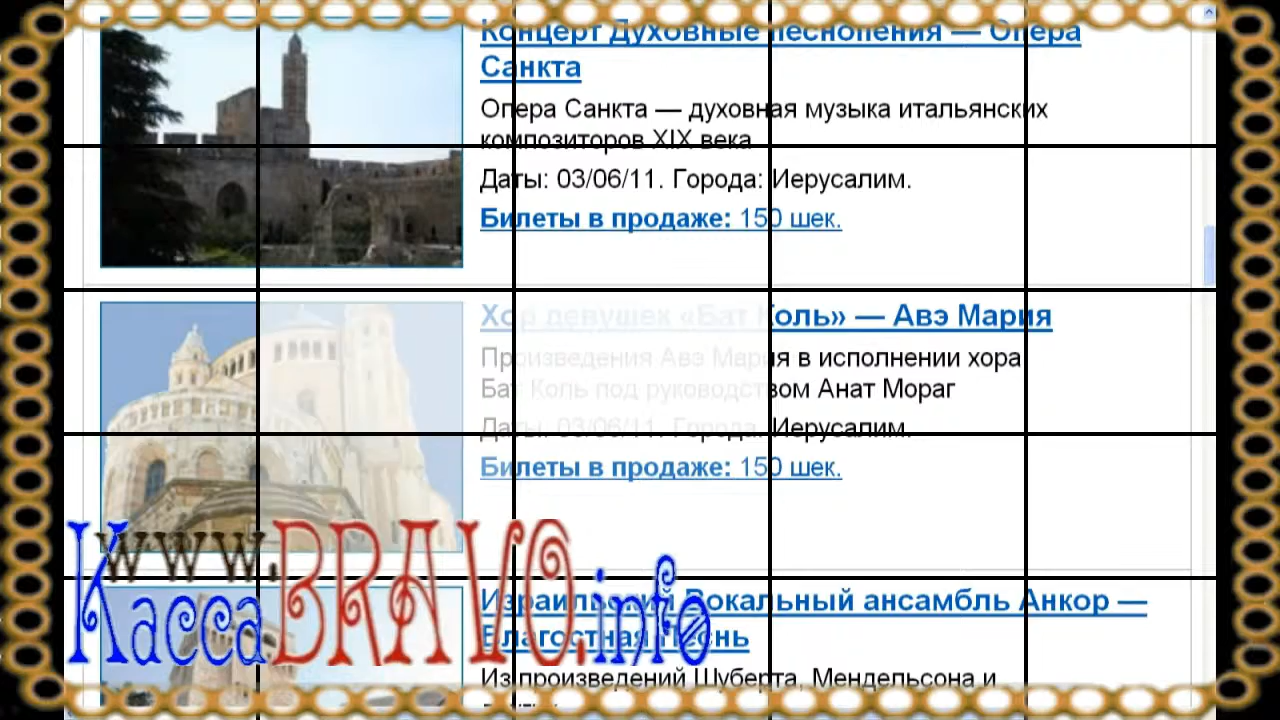 Концерт Духовные песнопения — Опера
Санкта
Опера Санкта — духовная музыка итальянских
композиторов XIX века
Даты: 03/06/11. Города: Иерусалим.
Билеты в продаже: 150 шек.
Хор девушек «Бат Коль» — Авэ Мария
Произведения Авэ Мария в исполнении хора
Бат Коль под руководством Анат Мораг
Даты: 03/06/11. Города: Иерусалим.
Билеты в продаже: 150 шек.
www.
КассаBRAVO.info
Израильский Вокальный ансамбль Анкор —
Благостная песнь
Из произведений Шуберта, Мендельсона и